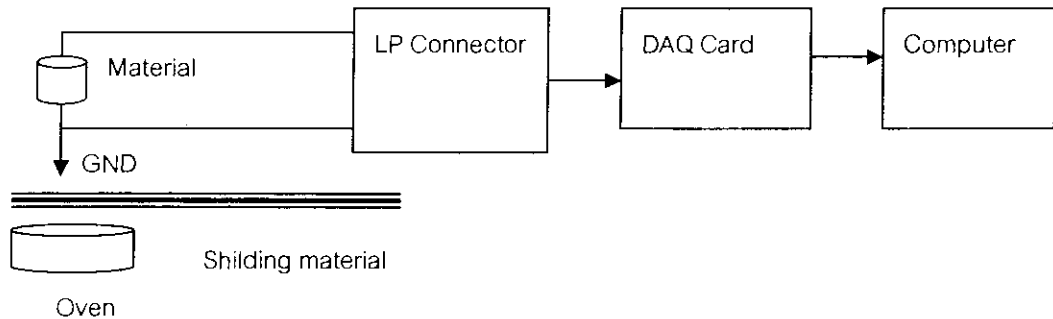 LP Connector
DAQ Card
Computer
Material
GND
Shilding material
Oven